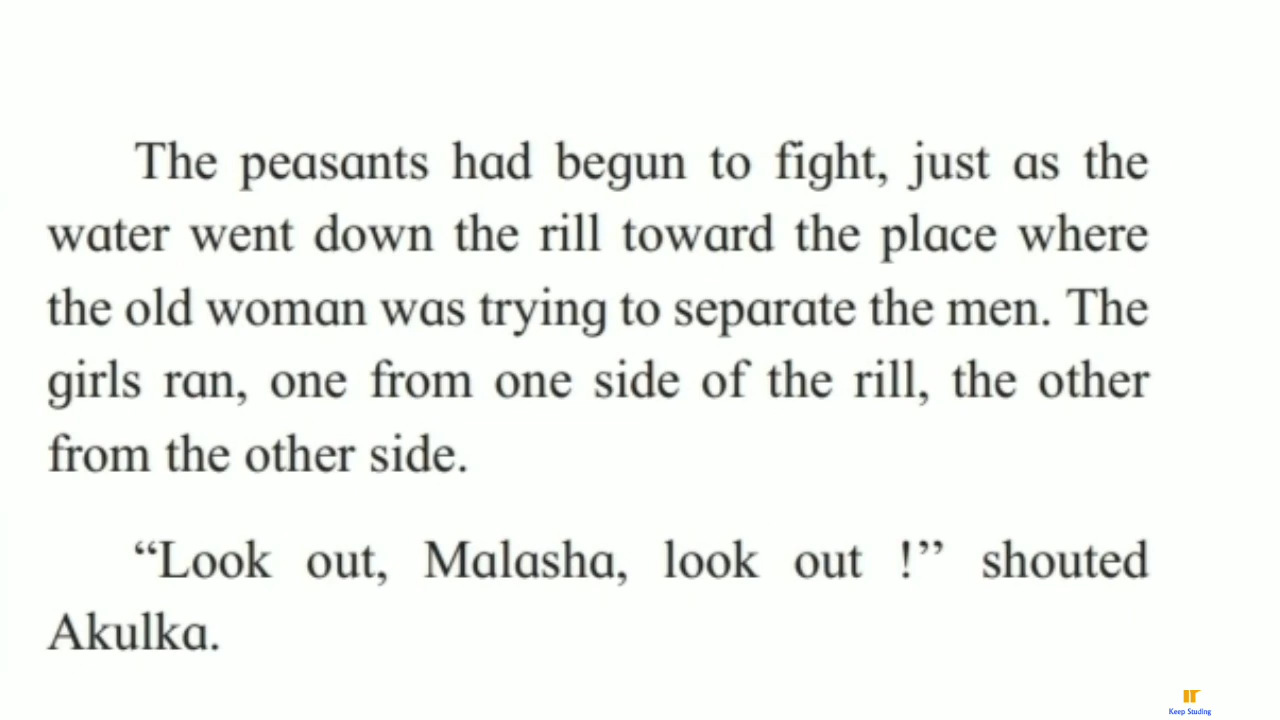 The peasants had begun to fight, just as the
water went down the rill toward the place where
the old woman was trying to separate the men. The
girls ran, one from one side of the rill, the other
from the other side.
“Look out, Malasha, look out !” shouted
Akulka.
Keep Studing